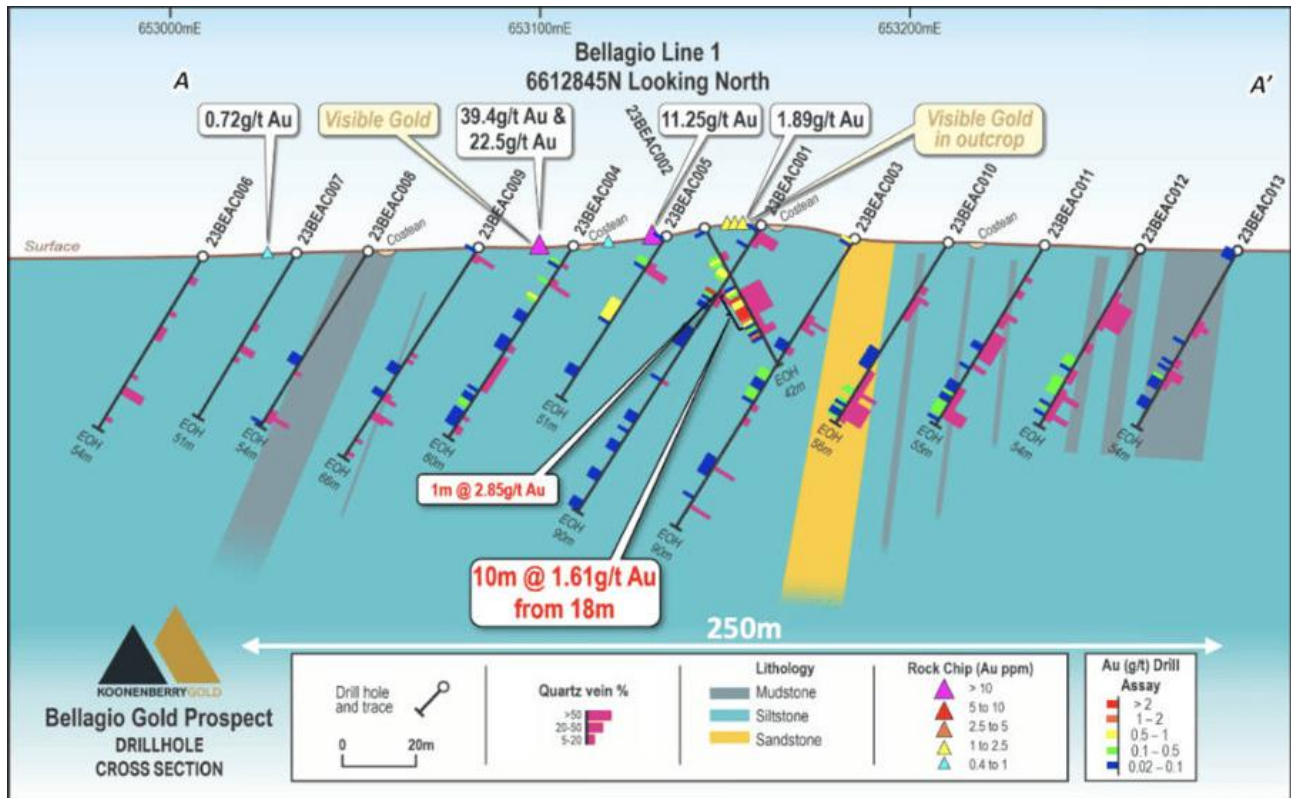 653000mE
653100mE
653200mE
Bellagio Line 1
6612845N Looking North
A
A'
0.72g/t Au
Visible Gold
39.4g/t Au &
22.5g/t Au
11.25g/t Au
1.89g/t Au
Visible Gold
in outcrop
23BEAC006
23BEAC007
23BEAC008
23BEAC009
23BEAC004
23BEAC002
23BEAC005
23BEAC001
23BEAC003
23BEAC010
23BEAC011
23BEAC012
23BEAC013
Costean
Costean
Costean
Costean
Surface
EOH
54m
EOH
51m
EOH
54m
EOH
66m
EOH
60m
EOH
51m
EOH
90m
EOH
42m
EOH
90m
EOH
56m
EOH
55m
EOH
54m
EOH
54m
1m @ 2.85g/t Au
10m @ 1.61g/t Au
from 18m
250m
KOONENBERRYGOLD
Bellagio Gold Prospect
DRILLHOLE
CROSS SECTION
Drill hole
and trace
0 20m
Quartz vein %
>50
20-50
5-20
Lithology
Mudstone
Siltstone
Sandstone
Rock Chip (Au ppm)
> 10
5 to 10
2.5 to 5
1 to 2.5
0.4 to 1
Au (g/t) Drill
Assay
> 2
1 – 2
0.5 – 1
0.1 – 0.5
0.02 – 0.1